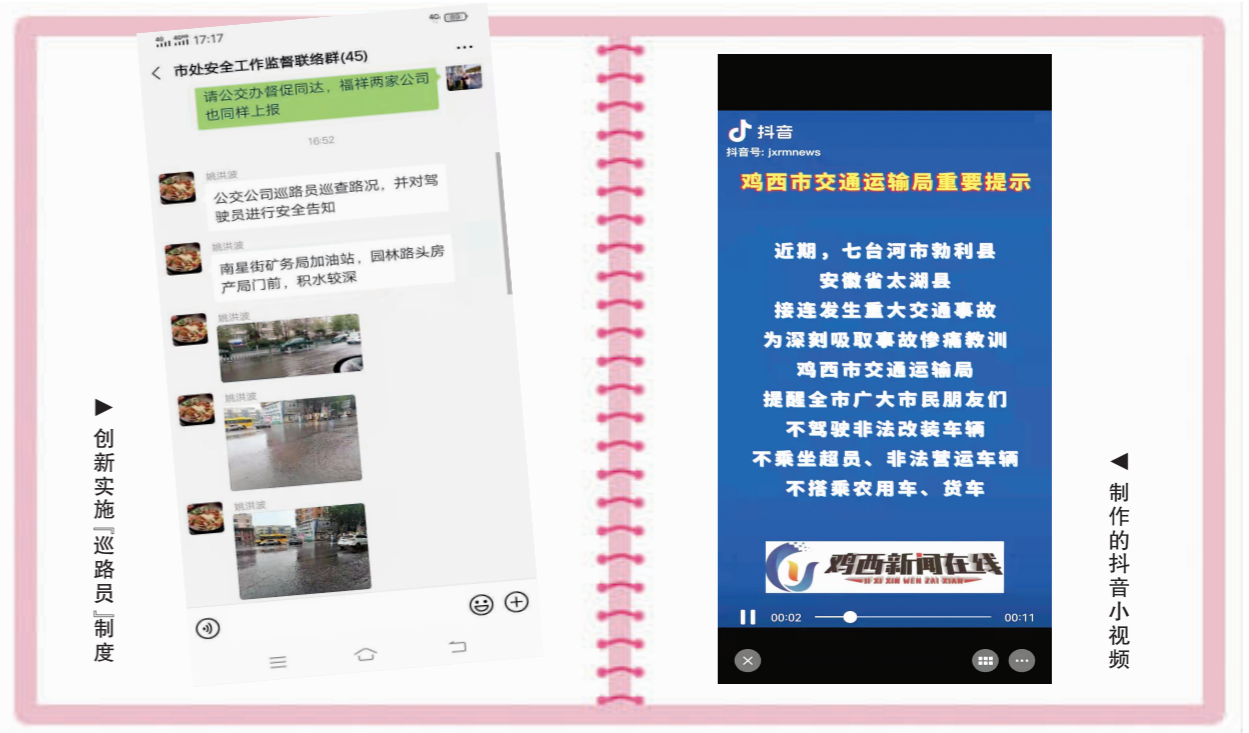 ▶创新实施『巡路员』制度
17:17
市处安全工作监督联络群(45)
请公交办督促同达，福祥两家公司
也同样上报
16:52
姚洪波
公交公司巡路员巡查路况，并对驾
驶员进行安全告知
姚洪波
南星街矿务局加油站，园林路头房
产局门前，积水较深
姚洪波
姚洪波
姚洪波
抖音
抖音号: jxrmnews
鸡西市交通运输局重要提示
近期，七台河市勃利县
安徽省太湖县
接连发生重大交通事故
为深刻吸取事故惨痛教训
鸡西市交通运输局
提醒全市广大市民朋友们
不驾驶非法改装车辆
不乘坐超员、非法营运车辆
不搭乘农用车、货车
鸡西新闻在线
JI XI XIN WEN ZAI XIAN
00:02
00:11
◀制作的抖音小视频